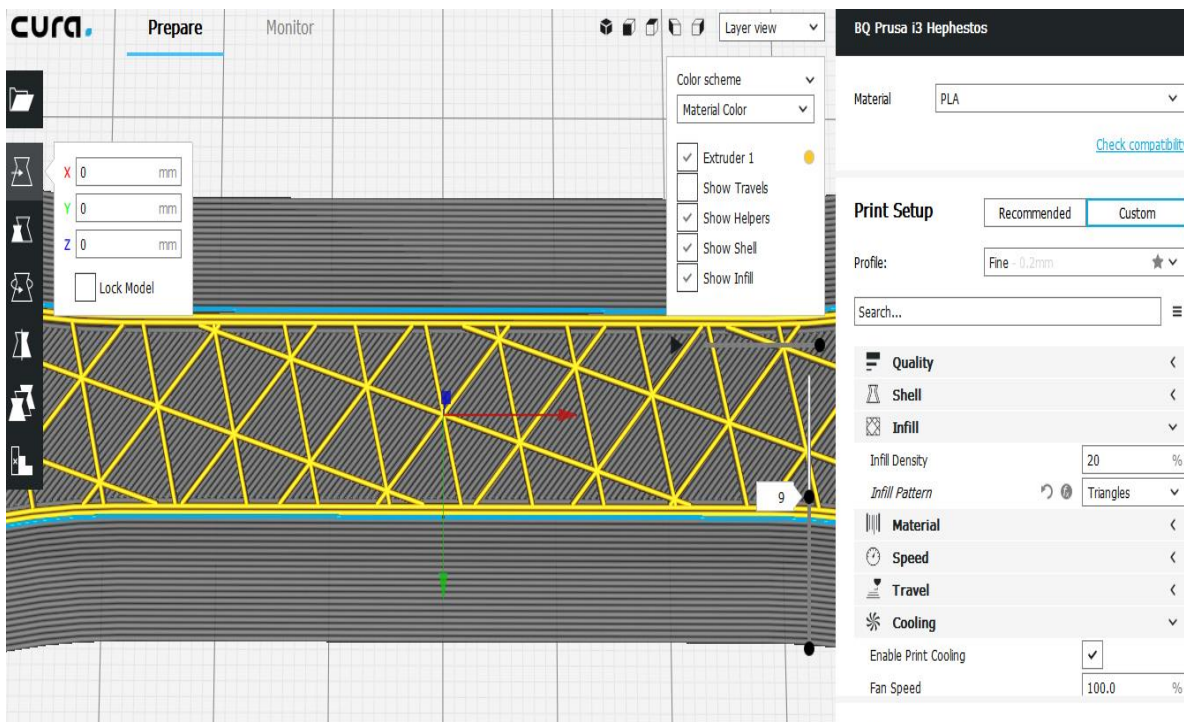 cura.
Prepare
Monitor
Layer view
BQ Prusa i3 Hephestos
Color scheme
Material Color
Extruder 1
Show Travels
Show Helpers
Show Shell
Show Infill
X 0 mm
Y 0 mm
Z 0 mm
Lock Model
9
Material PLA
Check compatibility
Print Setup Recommended Custom
Profile: Fine - 0.2mm
Search...
Quality
Shell
Infill
Infill Density 20 %
Infill Pattern Triangles
Material
Speed
Travel
Cooling
Enable Print Cooling
Fan Speed 100.0 %